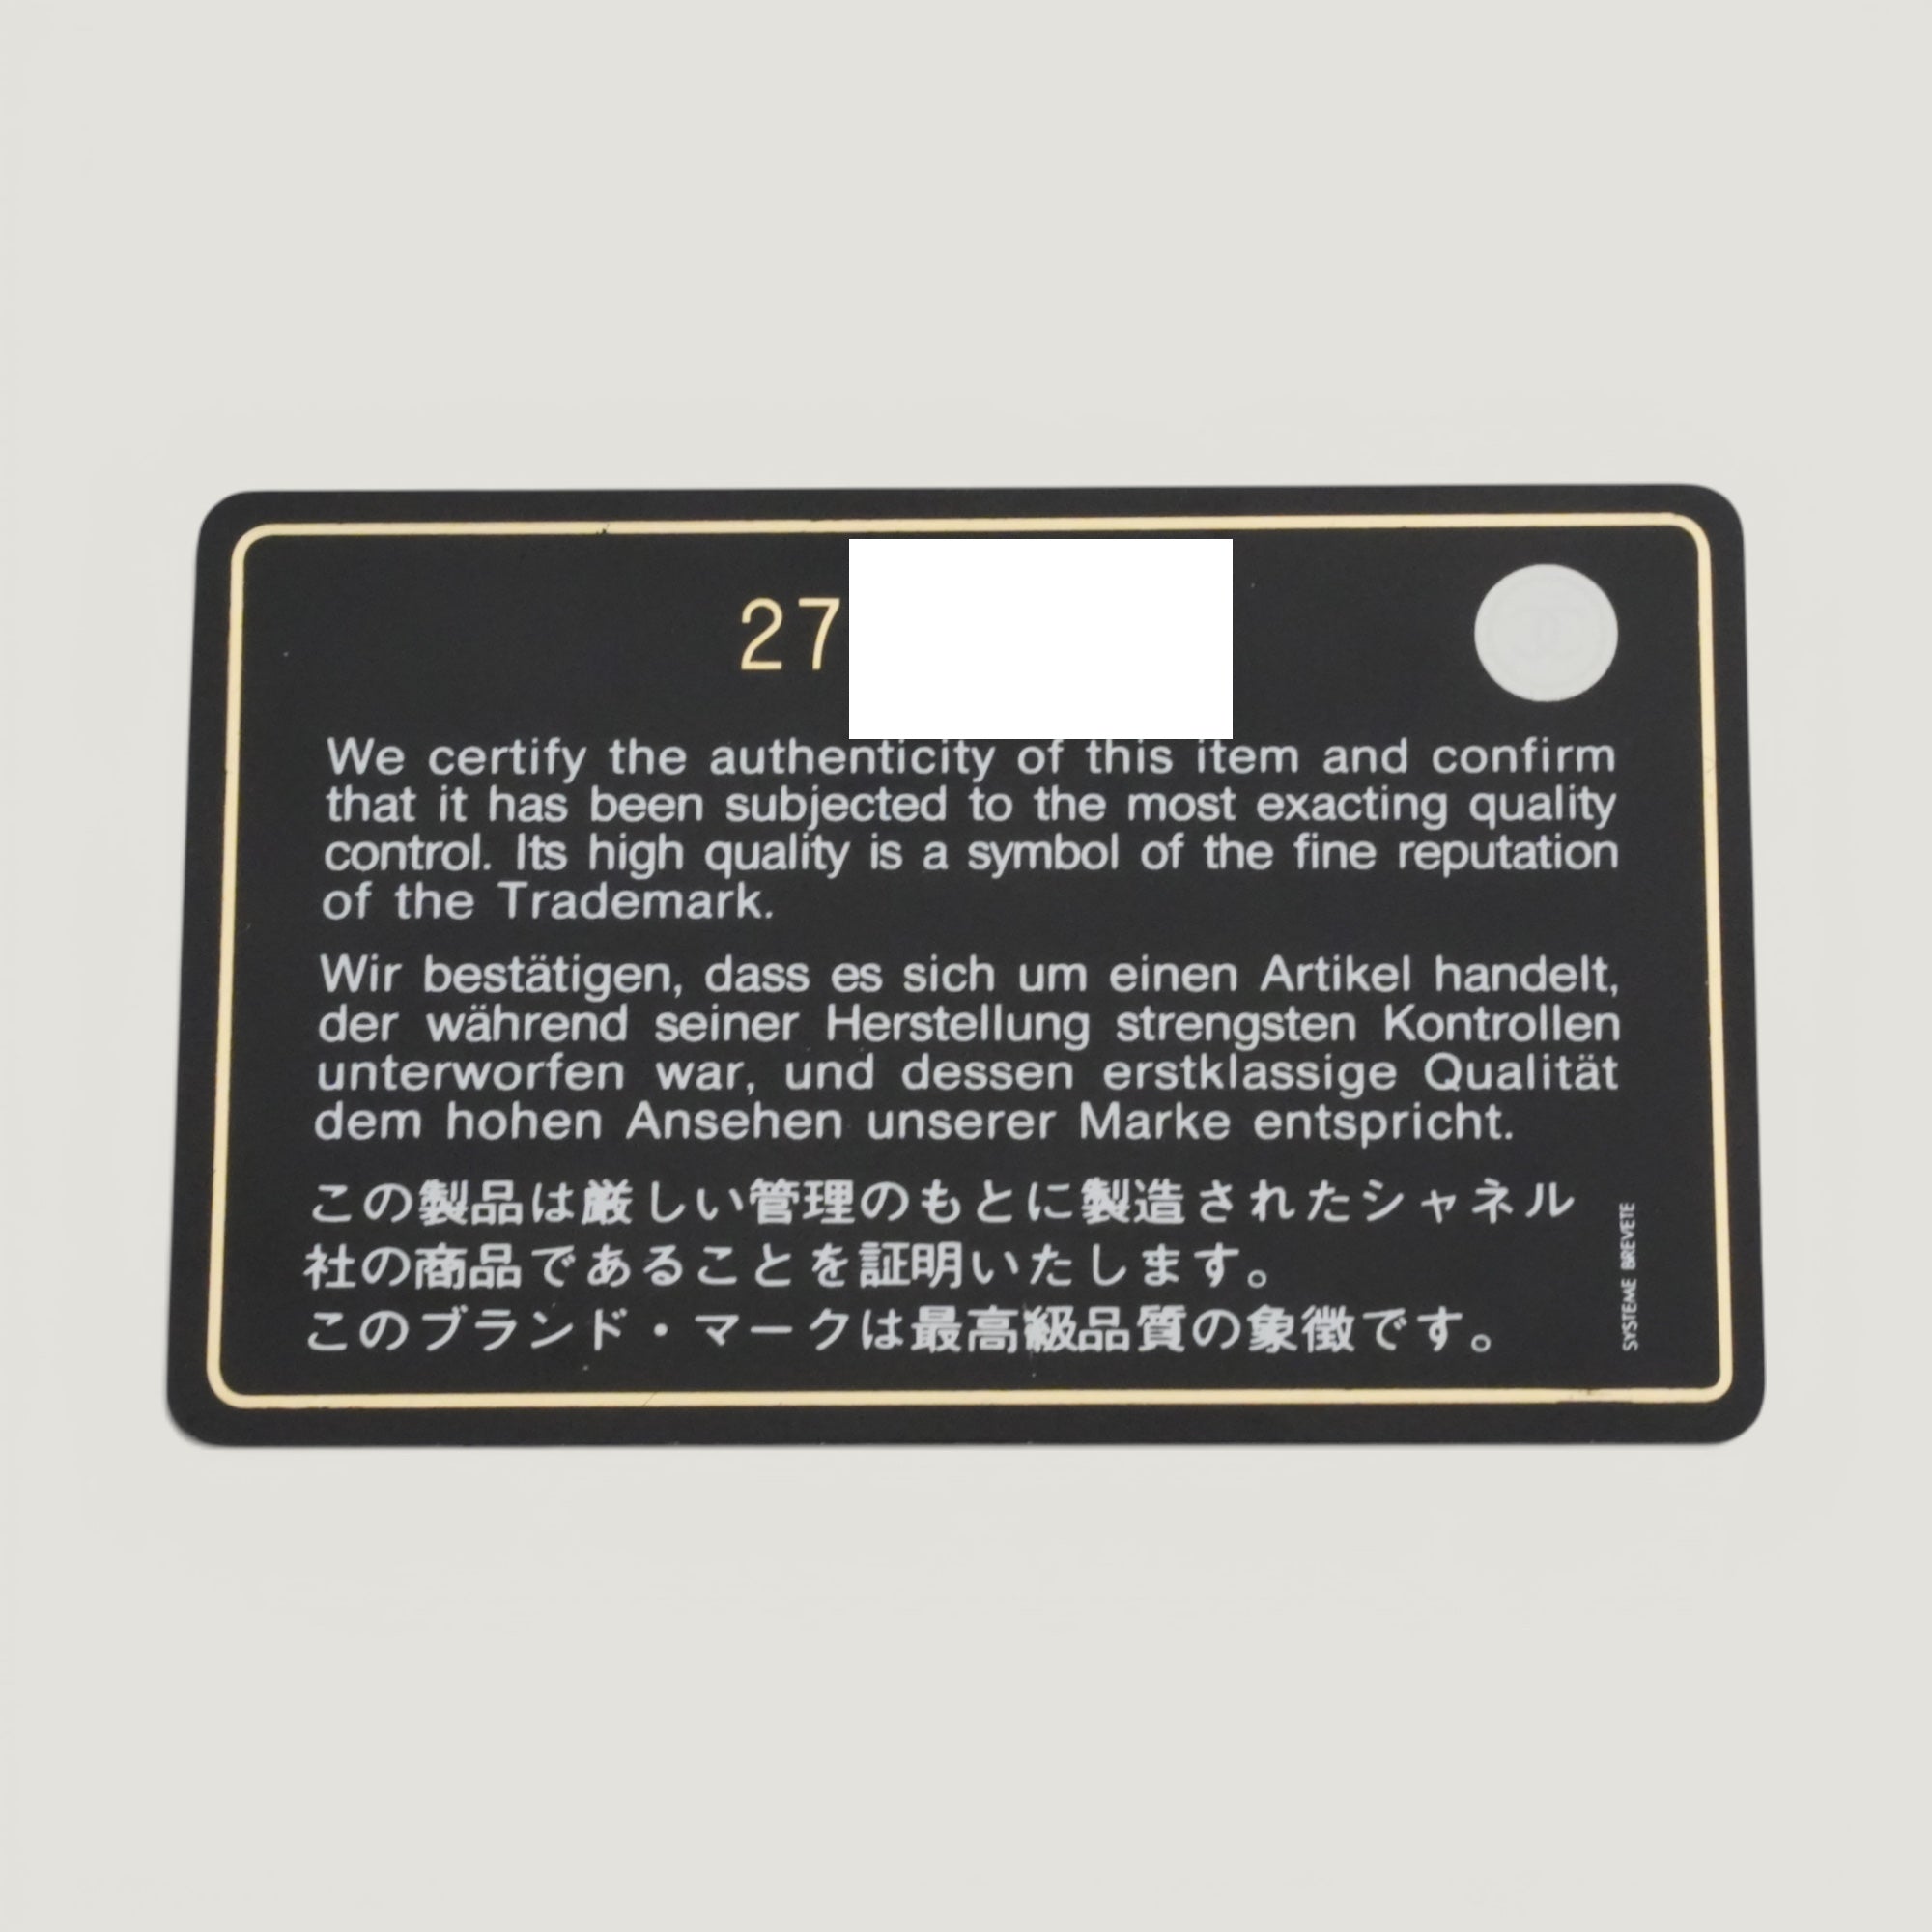 27
We certify the authenticity of this item and confirm
that it has been subjected to the most exacting quality
control. Its high quality is a symbol of the fine reputation
of the Trademark.
Wir bestätigen, dass es sich um einen Artikel handelt,
der während seiner Herstellung strengsten Kontrollen
unterworfen war, und dessen erstklassige Qualität
dem hohen Ansehen unserer Marke entspricht.
この製品は厳しい管理のもとに製造されたシャネル
社の商品であることを証明いたします。
このブランド・マークは最高級品質の象徴です。
SYSTEME BREVETE